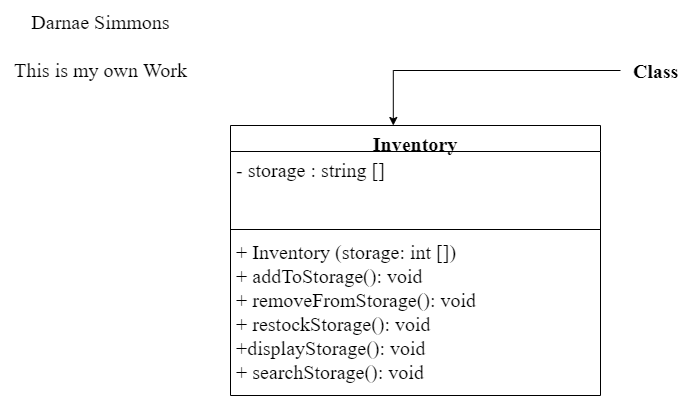 Darnae Simmons
This is my own Work
Class
Inventory
- storage : string []
+ Inventory (storage: int [])
+ addToStorage(): void
+ removeFromStorage(): void
+ restockStorage(): void
+displayStorage(): void
+ searchStorage(): void